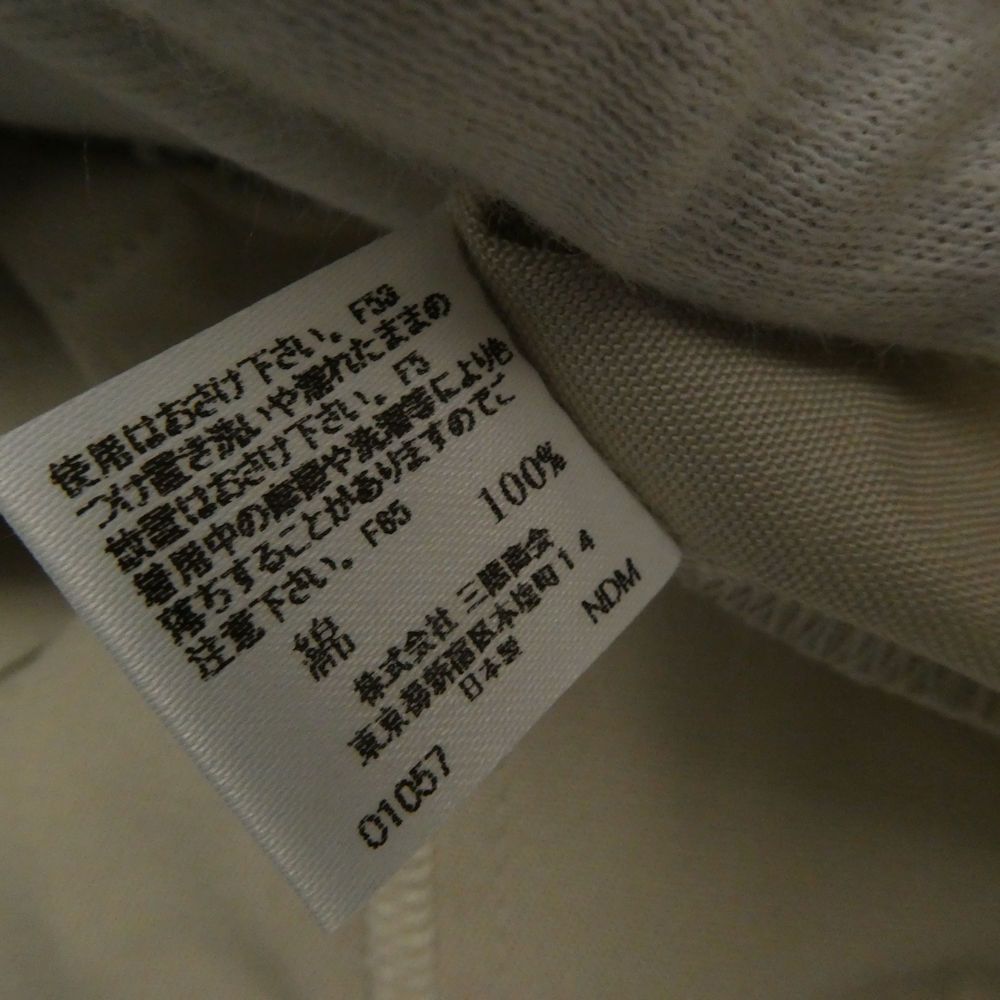 使用はおさけ下さい。F53
つけ置き洗いや濡れたままの
放置はおさけ下さい。F3
着用中の摩擦や洗濯等により毛
落ちすることがありますのでご
注意下さい。F65
綿 100%
株式会社 三陽商会
東京都新宿区本塩町14
日本製
NDM
01057